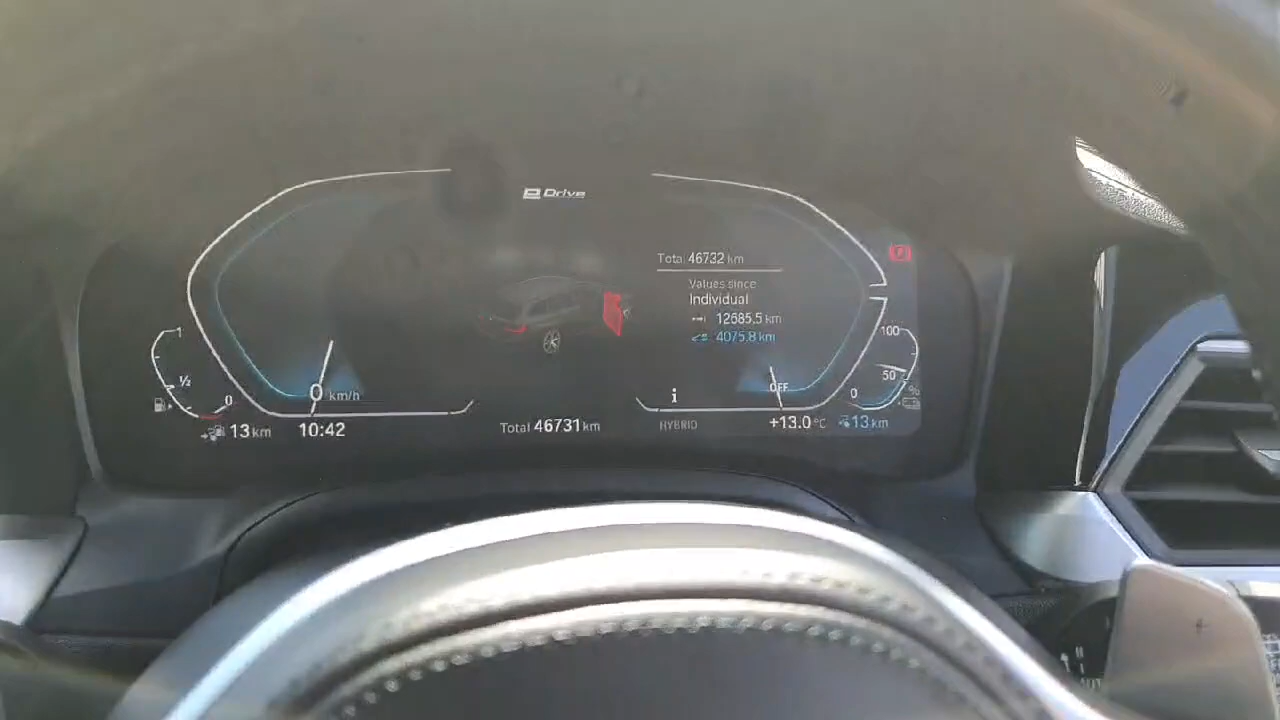 eDrive
Total 46732 km
Values since
Individual
12685.5 km
4075.8 km
P
1
1/2
0
100
50
0
%
0 km/h
OFF
i
13 km
10:42
Total 46731 km
HYBRID
+13.0 °C
13 km
+